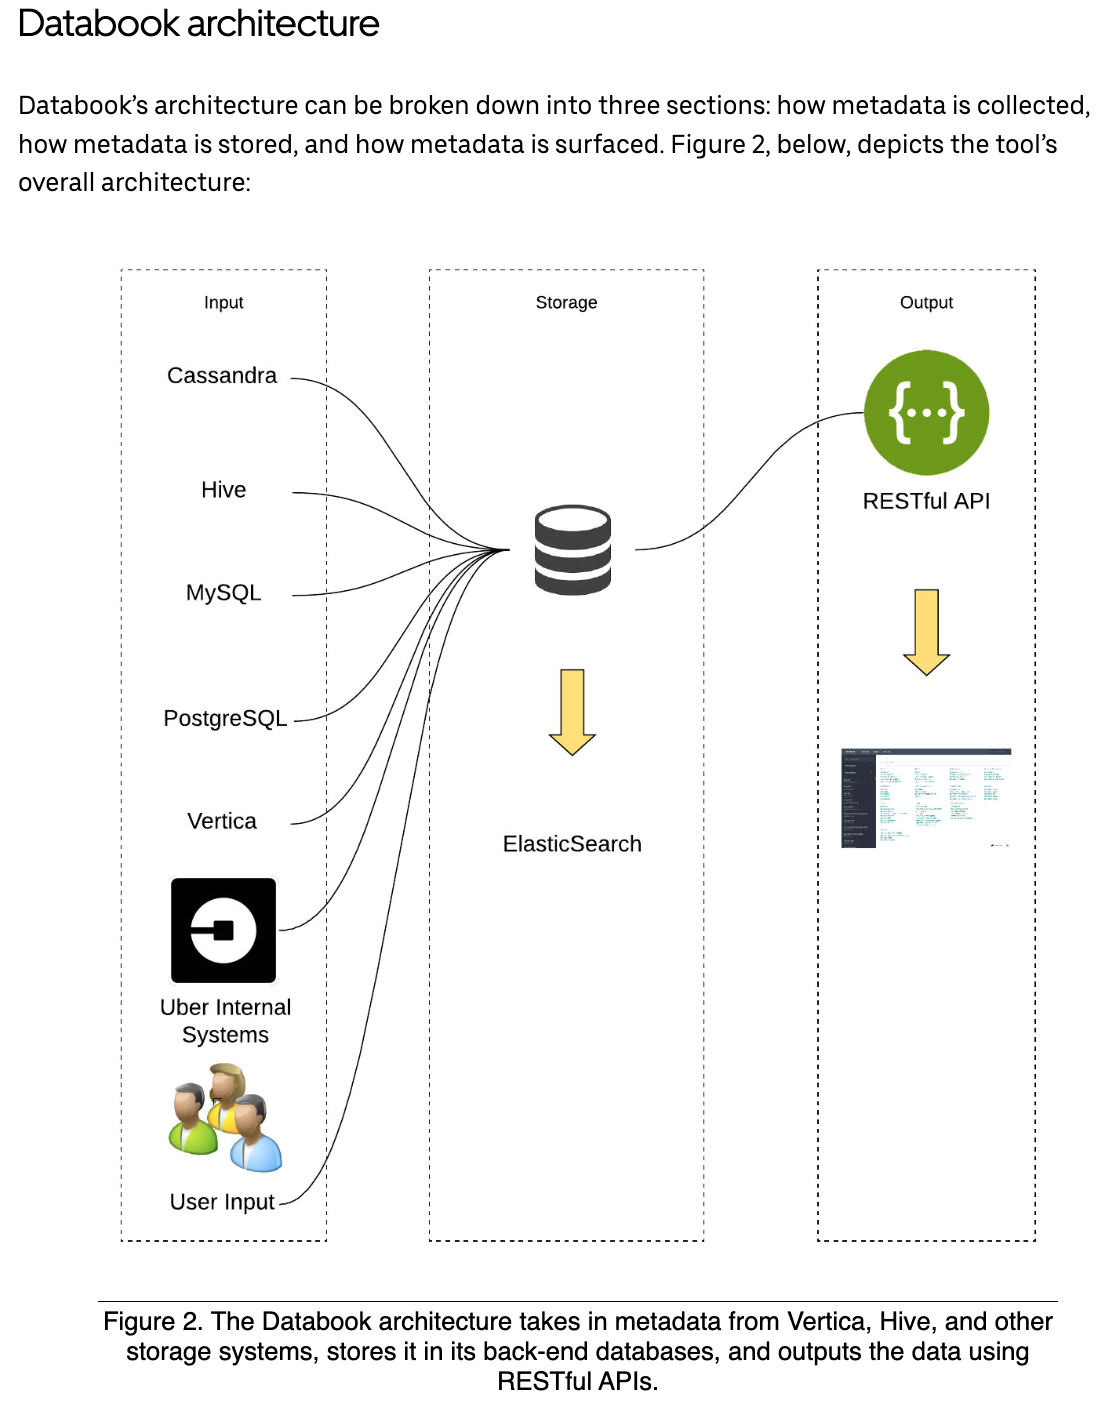 Databook architecture
Databook’s architecture can be broken down into three sections: how metadata is collected,
how metadata is stored, and how metadata is surfaced. Figure 2, below, depicts the tool’s
overall architecture:
Input
Storage
Output
Cassandra
Hive
MySQL
PostgreSQL
Vertica
Uber Internal
Systems
User Input
ElasticSearch
{···}
RESTful API
Figure 2. The Databook architecture takes in metadata from Vertica, Hive, and other
storage systems, stores it in its back-end databases, and outputs the data using
RESTful APIs.